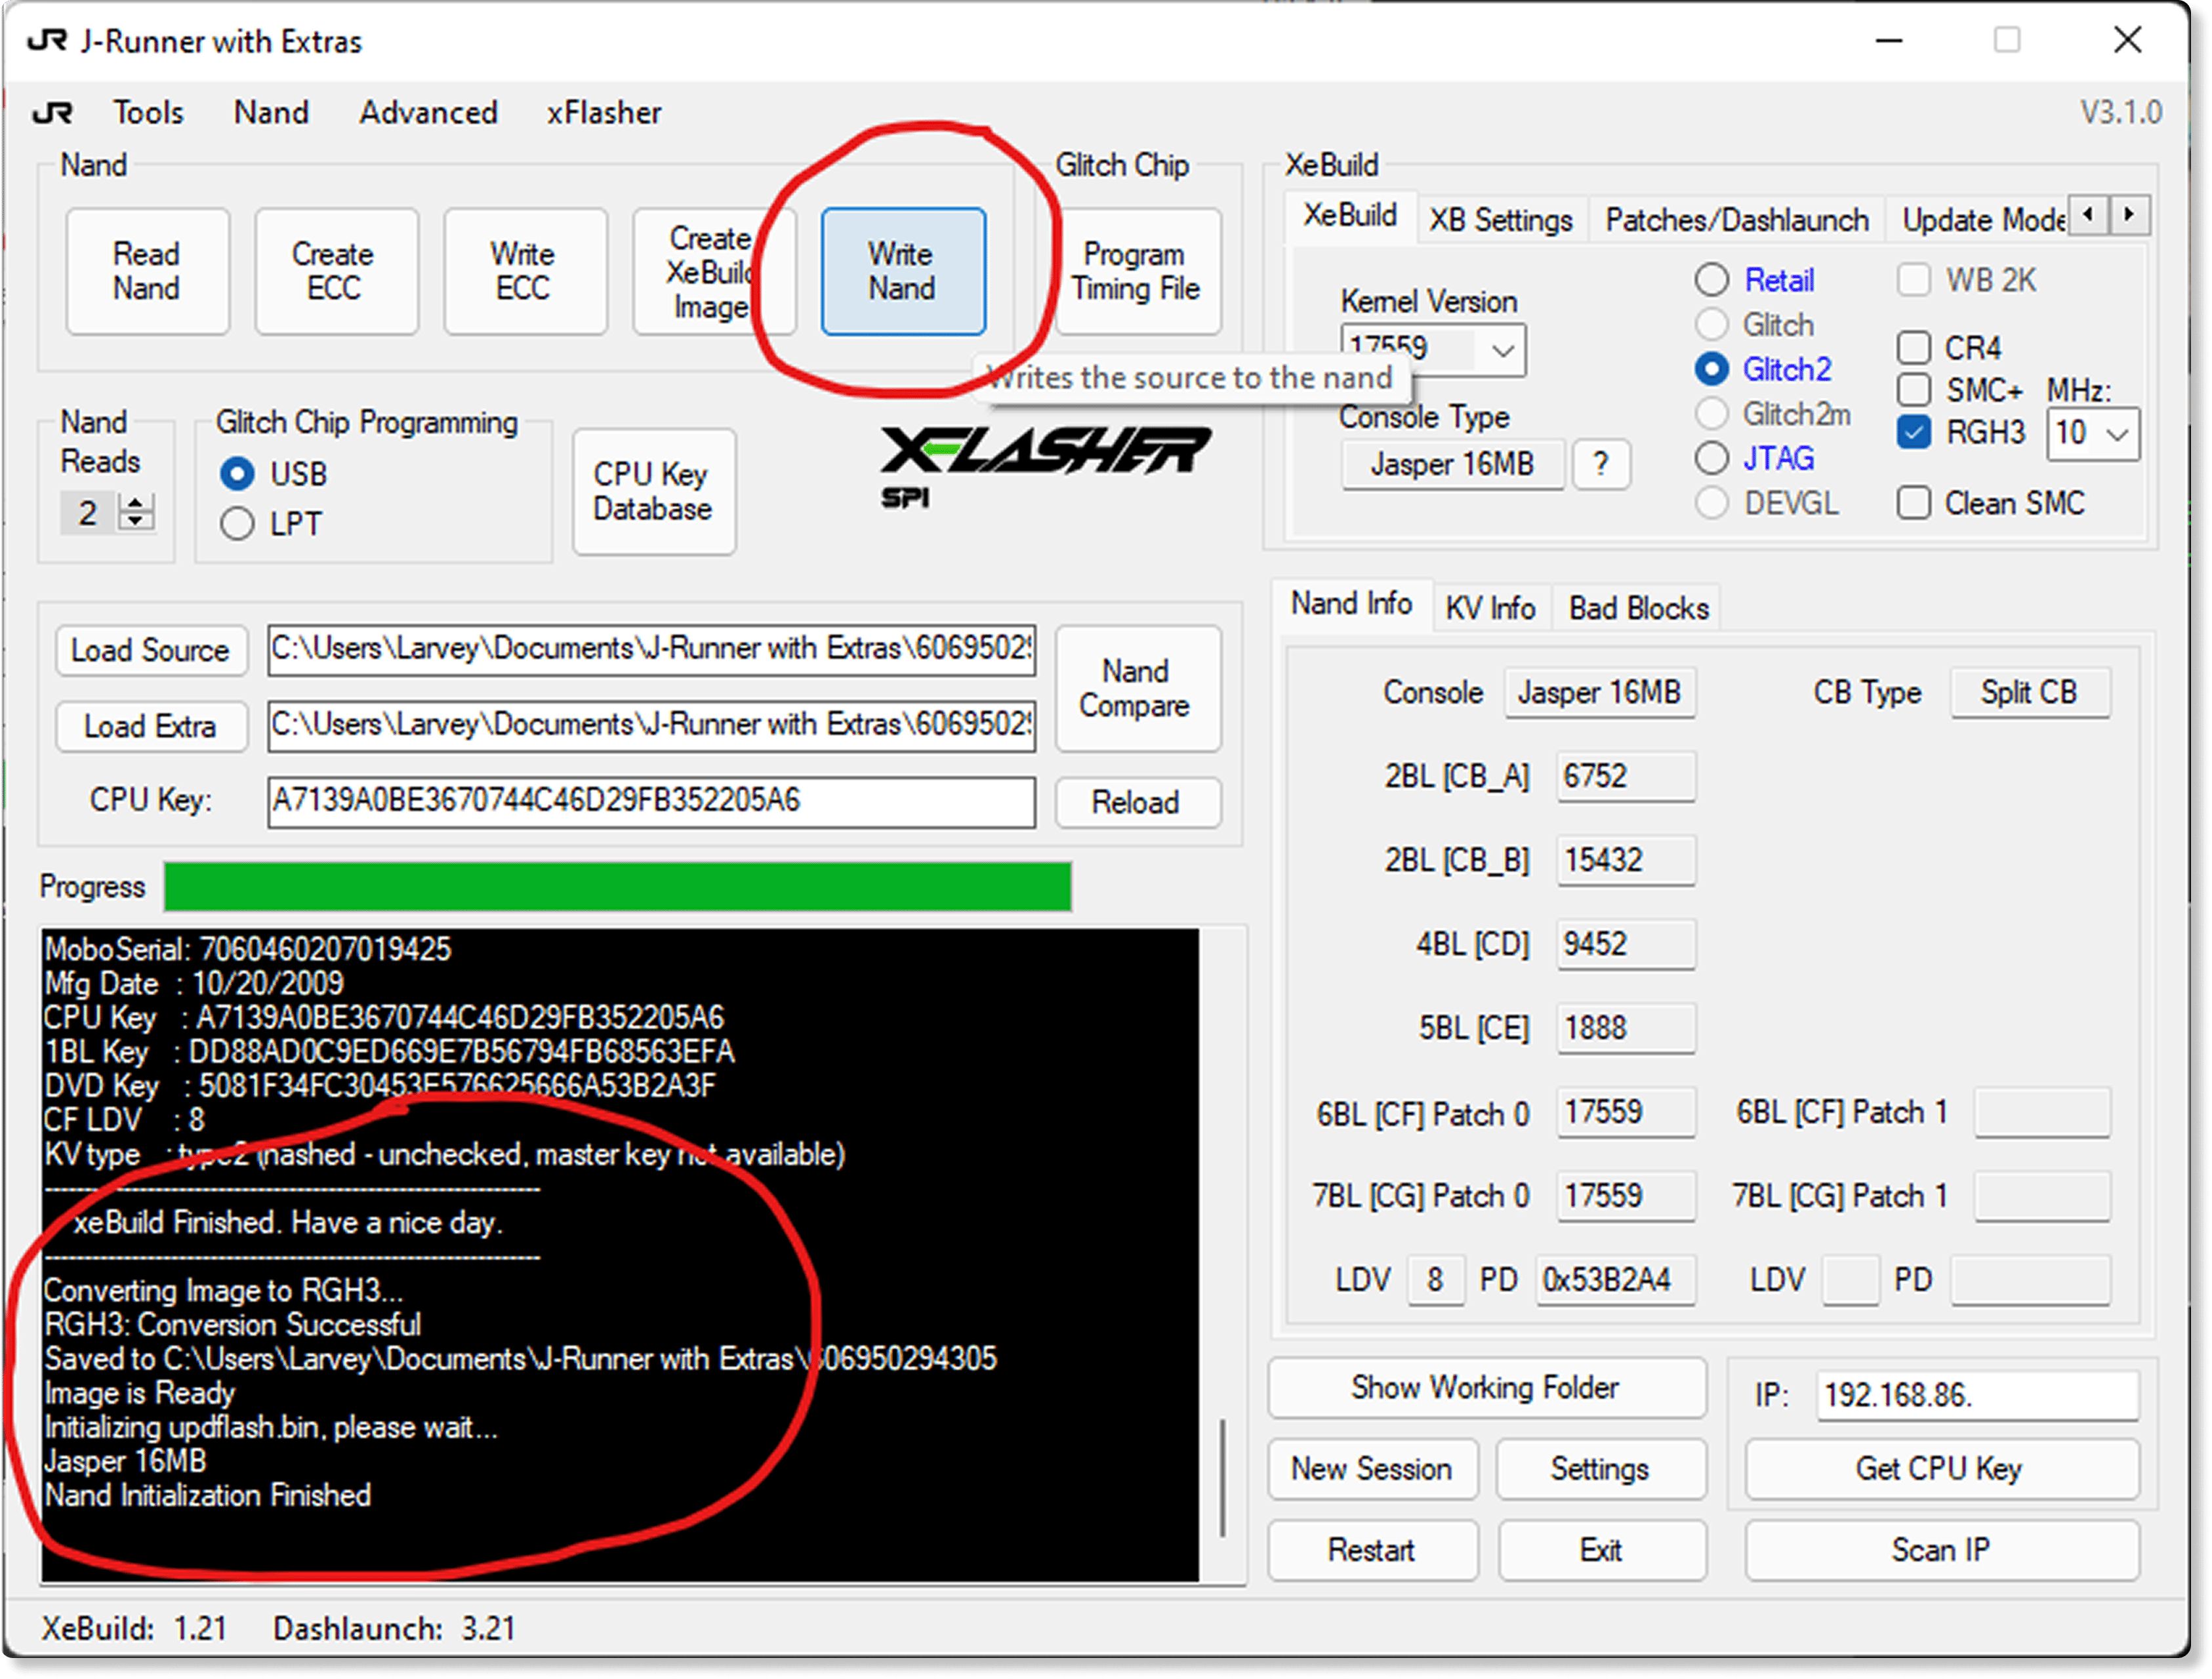 JR J-Runner with Extras
JR Tools Nand Advanced xFlasher V3.1.0
Nand
Read Nand
Create ECC
Write ECC
Create XeBuild Image
Write Nand
Glitch Chip
Program Timing File
Writes the source to the nand
Nand Reads
2
Glitch Chip Programming
USB
LPT
CPU Key Database
XFLASHER
SPI
XeBuild
XeBuild XB Settings Patches/Dashlaunch Update Mode
Kernel Version
17559
Console Type
Jasper 16MB ?
Retail
Glitch
Glitch2
Glitch2m
JTAG
DEVGL
WB 2K
CR4
SMC+ MHz:
RGH3 10
Clean SMC
Load Source C:\Users\Larvey\Documents\J-Runner with Extras\6069502
Load Extra C:\Users\Larvey\Documents\J-Runner with Extras\6069502
Nand Compare
CPU Key: A7139A0BE3670744C46D29FB352205A6 Reload
Progress
MoboSerial: 7060460207019425
Mfg Date : 10/20/2009
CPU Key : A7139A0BE3670744C46D29FB352205A6
1BL Key : DD88AD0C9ED669E7B56794FB68563EFA
DVD Key : 5081F34FC30453E576625666A53B2A3F
CF LDV : 8
KV type : type2 (hashed - unchecked, master key not available)
---------------------------------------------------------------
xeBuild Finished. Have a nice day.
---------------------------------------------------------------
Converting Image to RGH3...
RGH3: Conversion Successful
Saved to C:\Users\Larvey\Documents\J-Runner with Extras\606950294305
Image is Ready
Initializing updflash.bin, please wait...
Jasper 16MB
Nand Initialization Finished
Nand Info KV Info Bad Blocks
Console Jasper 16MB CB Type Split CB
2BL [CB_A] 6752
2BL [CB_B] 15432
4BL [CD] 9452
5BL [CE] 1888
6BL [CF] Patch 0 17559 6BL [CF] Patch 1
7BL [CG] Patch 0 17559 7BL [CG] Patch 1
LDV 8 PD 0x53B2A4 LDV PD
Show Working Folder
New Session Settings
Restart Exit
IP: 192.168.86.
Get CPU Key
Scan IP
XeBuild: 1.21 Dashlaunch: 3.21